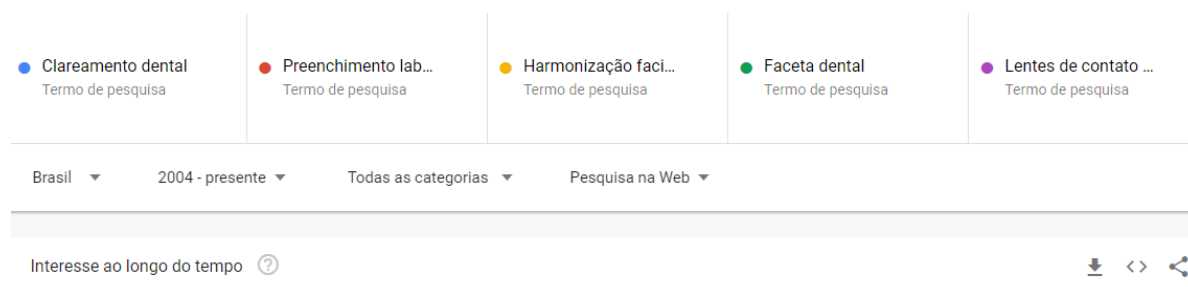 Clareamento dental
Termo de pesquisa
Preenchimento lab...
Termo de pesquisa
Harmonização faci...
Termo de pesquisa
Faceta dental
Termo de pesquisa
Lentes de contato ...
Termo de pesquisa
Brasil 2004 - presente Todas as categorias Pesquisa na Web
Interesse ao longo do tempo ?